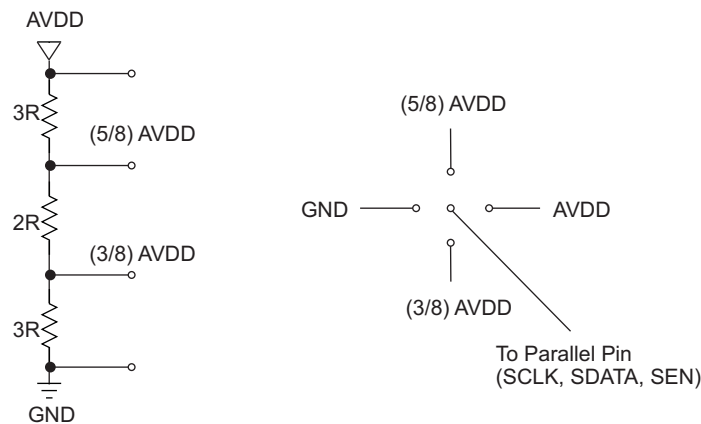 AVDD
3R
(5/8) AVDD
2R
(3/8) AVDD
3R
GND
(5/8) AVDD
GND
AVDD
(3/8) AVDD
To Parallel Pin
(SCLK, SDATA, SEN)